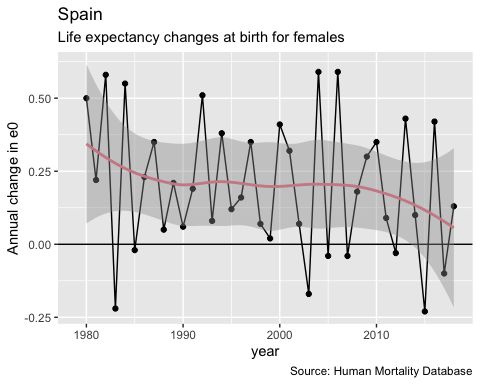 Spain
Life expectancy changes at birth for females
Annual change in e0
0.50
0.25
0.00
-0.25
1980
1990
2000
2010
year
Source: Human Mortality Database